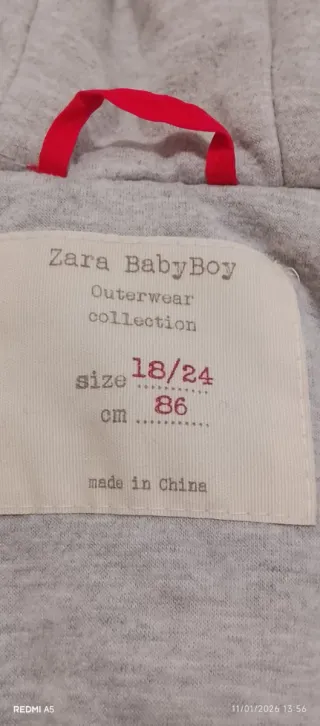 Zara BabyBoy
Outerwear
collection
size 18/24
cm 86
made in China
REDMI A5
11/01/2026 13:56